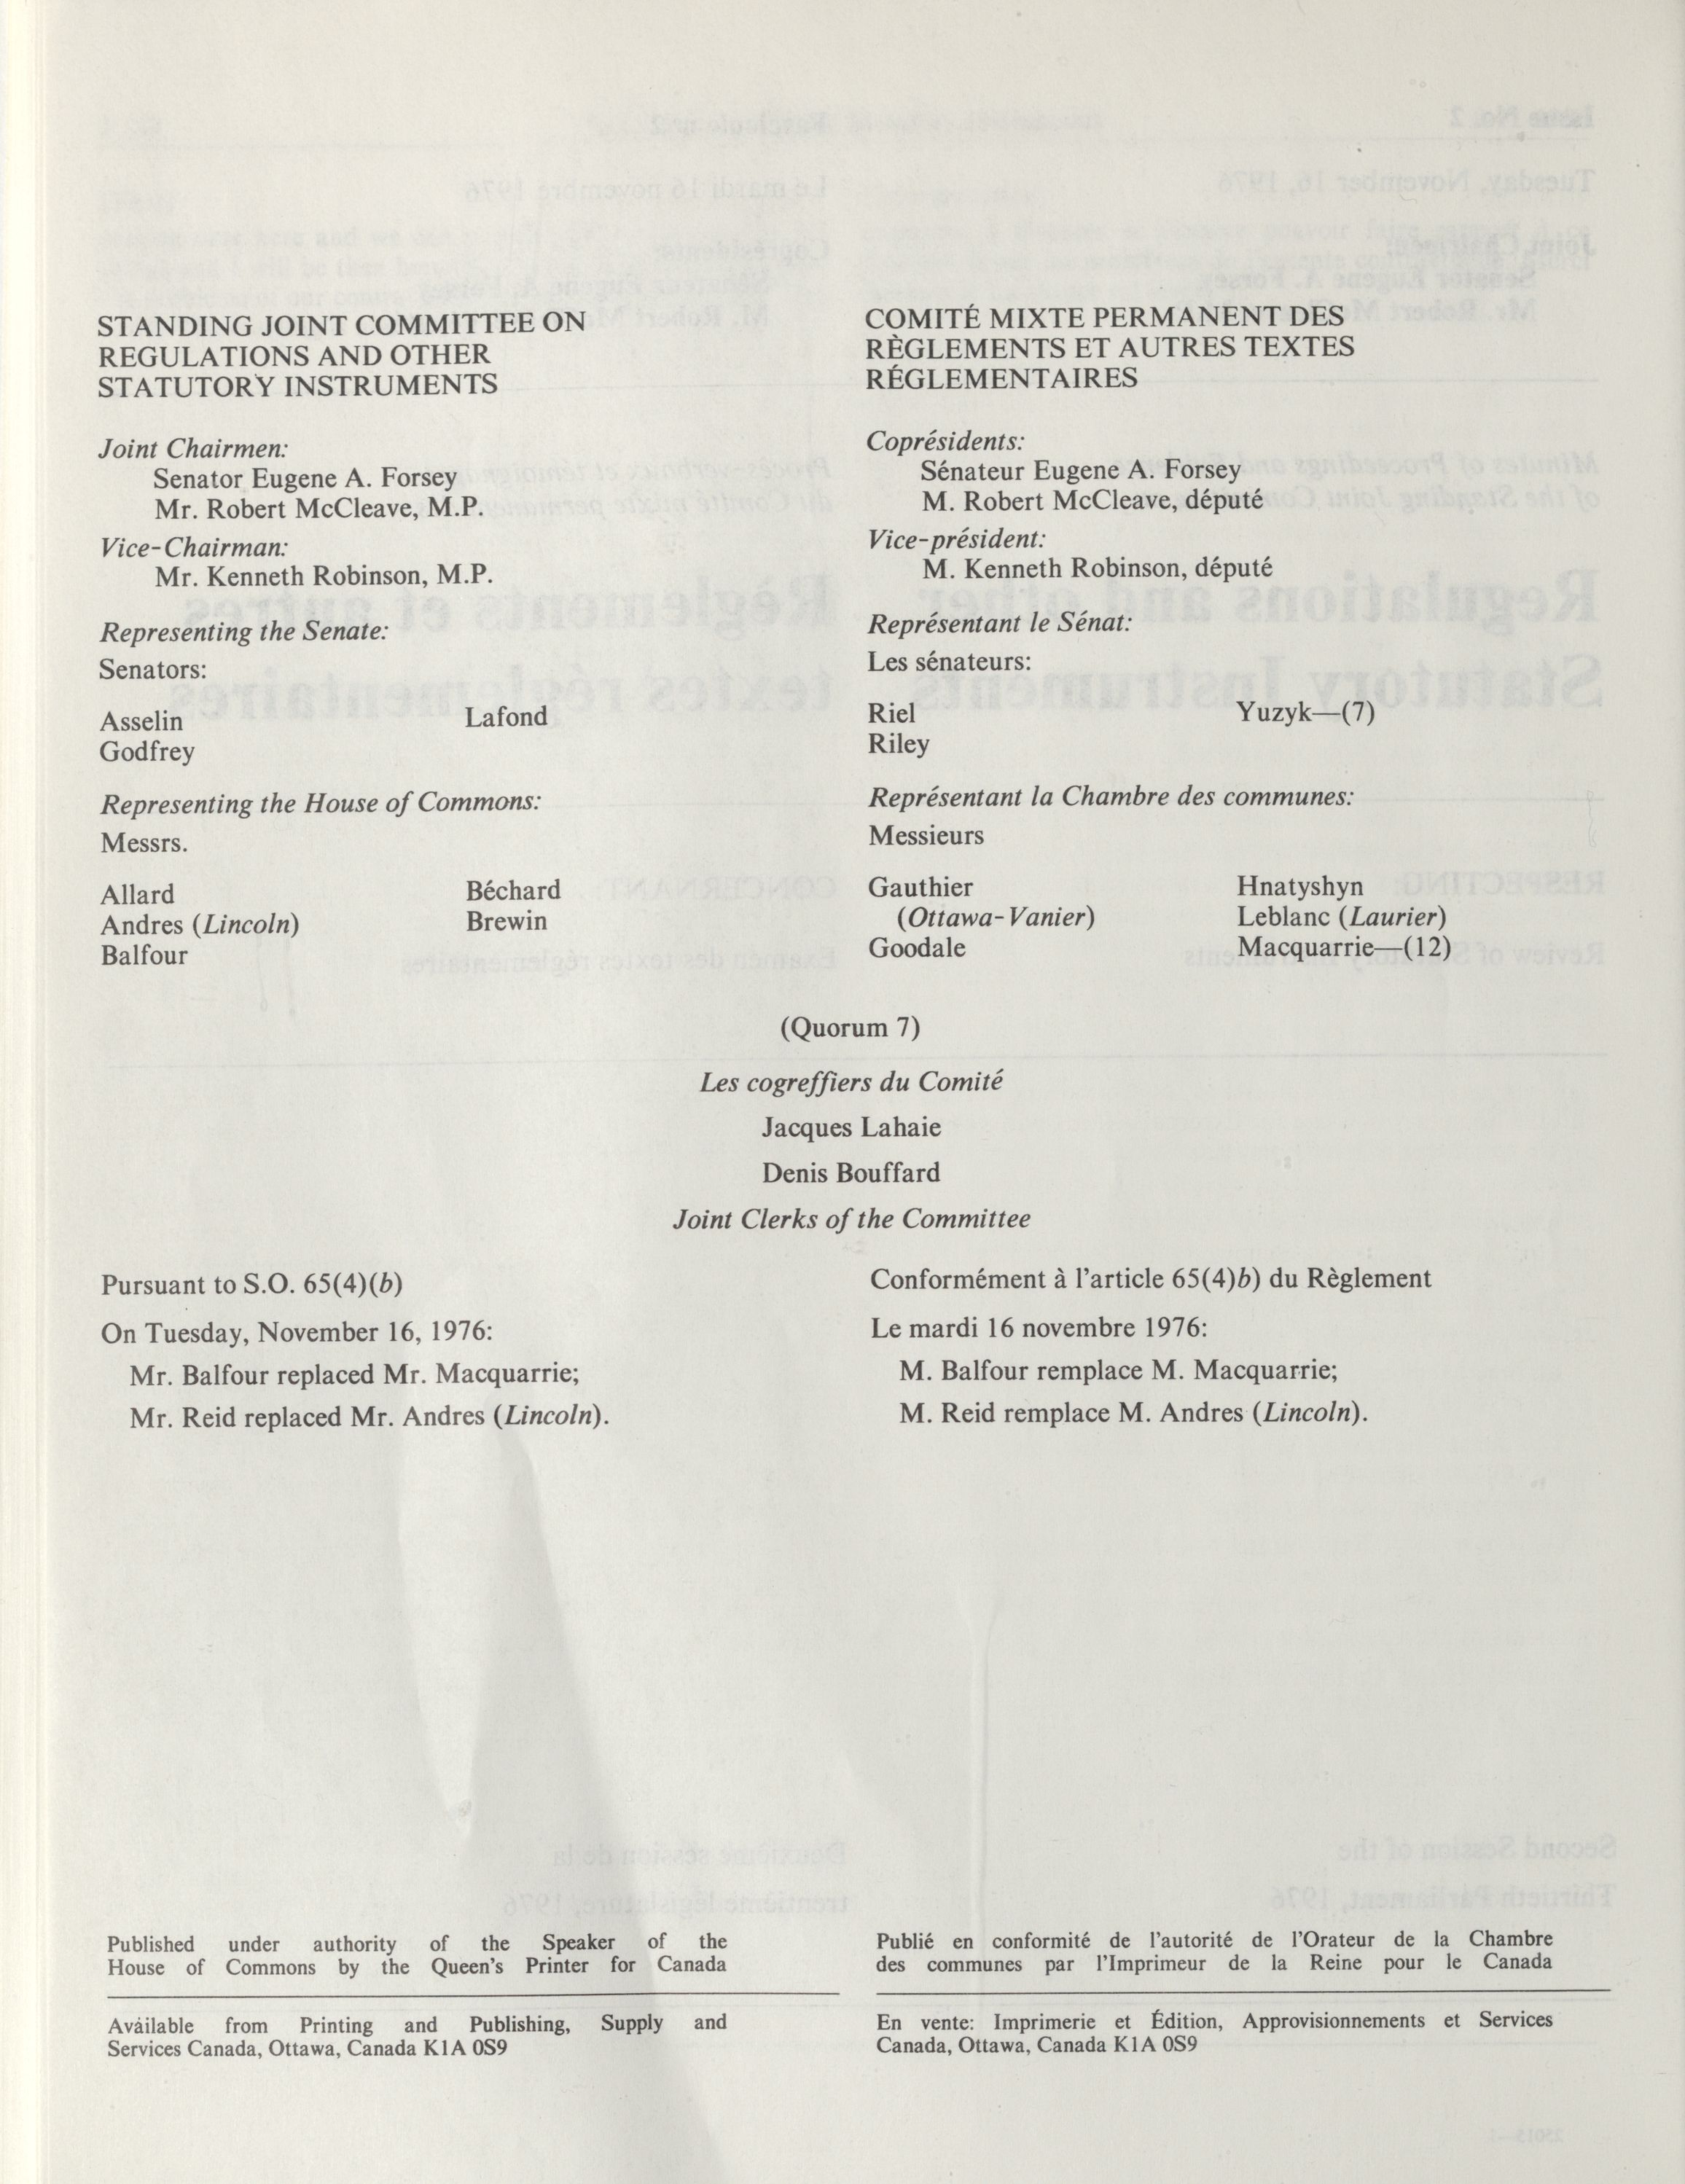 STANDING JOINT COMMITTEE ON
REGULATIONS AND OTHER
STATUTORY INSTRUMENTS
Joint Chairmen:
Senator Eugene A. Forsey
Mr. Robert McCleave, M.P.
Vice-Chairman:
Mr. Kenneth Robinson, M.P.
Representing the Senate:
Senators:
Asselin
Godfrey
Lafond
Representing the House of Commons:
Messrs.
Allard
Andres (Lincoln)
Balfour
Béchard
Brewin
COMITÉ MIXTE PERMANENT DES
RÈGLEMENTS ET AUTRES TEXTES
RÉGLEMENTAIRES
Coprésidents:
Sénateur Eugene A. Forsey
M. Robert McCleave, député
Vice-président:
M. Kenneth Robinson, député
Représentant le Sénat:
Les sénateurs:
Riel
Riley
Yuzyk—(7)
Représentant la Chambre des communes:
Messieurs
Gauthier
(Ottawa-Vanier)
Goodale
Hnatyshyn
Leblanc (Laurier)
Macquarrie—(12)
(Quorum 7)
Les cogreffiers du Comité
Jacques Lahaie
Denis Bouffard
Joint Clerks of the Committee
Pursuant to S.O. 65(4)(b)
On Tuesday, November 16, 1976:
Mr. Balfour replaced Mr. Macquarrie;
Mr. Reid replaced Mr. Andres (Lincoln).
Conformément à l'article 65(4)b) du Règlement
Le mardi 16 novembre 1976:
M. Balfour remplace M. Macquarrie;
M. Reid remplace M. Andres (Lincoln).
Published under authority of the Speaker of the
House of Commons by the Queen's Printer for Canada
Available from Printing and Publishing, Supply and
Services Canada, Ottawa, Canada K1A 0S9
Publié en conformité de l'autorité de l'Orateur de la Chambre
des communes par l'Imprimeur de la Reine pour le Canada
En vente: Imprimerie et Édition, Approvisionnements et Services
Canada, Ottawa, Canada K1A 0S9